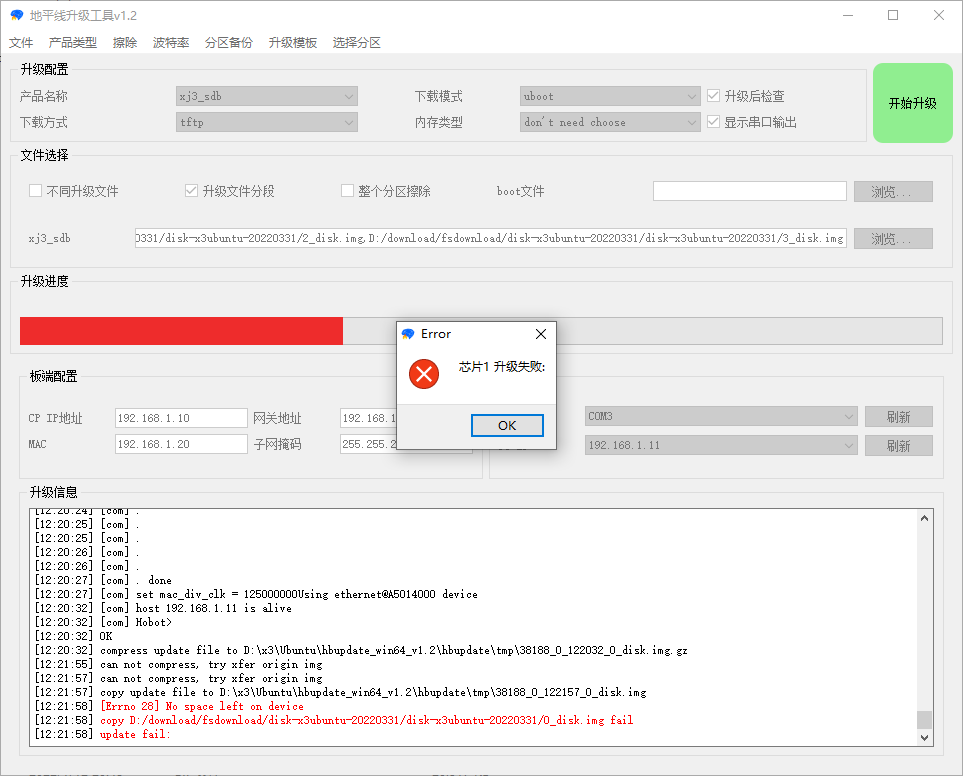 地平线升级工具v1.2
文件 产品类型 擦除 波特率 分区备份 升级模板 选择分区
升级配置
产品名称 xj3_sdb 下载模式 uboot 升级后检查
下载方式 tftp 内存类型 don't need choose 显示串口输出
开始升级
文件选择
不同升级文件 升级文件分段 整个分区擦除 boot文件 浏览...
xj3_sdb 0331/disk-x3ubuntu-20220331/2_disk.img,D:/download/fsdownload/disk-x3ubuntu-20220331/disk-x3ubuntu-20220331/3_disk.img 浏览...
升级进度
Error
芯片1 升级失败:
OK
板端配置
CP IP地址 192.168.1.10 网关地址 192.168.1 COM3 刷新
MAC 192.168.1.20 子网掩码 255.255.2 192.168.1.11 刷新
升级信息
[12:20:24] [com] .
[12:20:25] [com] .
[12:20:25] [com] .
[12:20:26] [com] .
[12:20:26] [com] .
[12:20:27] [com] . done
[12:20:27] [com] set mac_div_clk = 125000000Using ethernet@A5014000 device
[12:20:32] [com] host 192.168.1.11 is alive
[12:20:32] [com] Hobot>
[12:20:32] OK
[12:20:32] compress update file to D:\x3\Ubuntu\hbupdate_win64_v1.2\hbupdate\tmp\38188_0_122032_0_disk.img.gz
[12:21:55] can not compress, try xfer origin img
[12:21:57] can not compress, try xfer origin img
[12:21:57] copy update file to D:\x3\Ubuntu\hbupdate_win64_v1.2\hbupdate\tmp\38188_0_122157_0_disk.img
[12:21:58] [Errno 28] No space left on device
[12:21:58] copy D:/download/fsdownload/disk-x3ubuntu-20220331/disk-x3ubuntu-20220331/0_disk.img fail
[12:21:58] update fail: